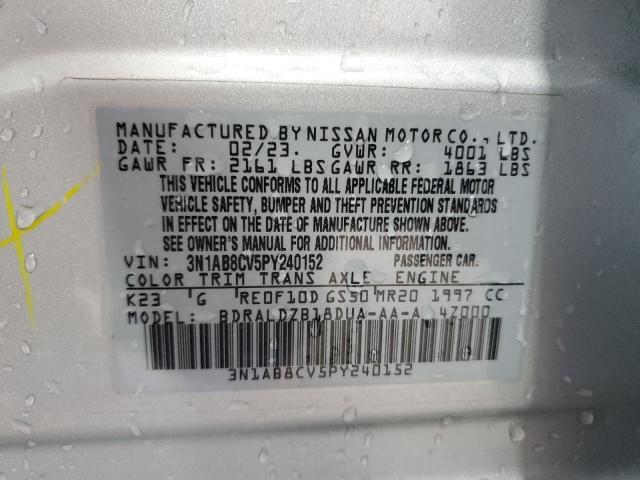 MANUFACTURED BY NISSAN MOTOR CO., LTD.
DATE: 02/23. GVWR: 4001 LBS
GAWR FR: 2161 LBS GAWR RR: 1863 LBS
THIS VEHICLE CONFORMS TO ALL APPLICABLE FEDERAL MOTOR
VEHICLE SAFETY, BUMPER AND THEFT PREVENTION STANDARDS
IN EFFECT ON THE DATE OF MANUFACTURE SHOWN ABOVE.
SEE OWNER'S MANUAL FOR ADDITIONAL INFORMATION.
VIN: 3N1AB8CV5PY240152 PASSENGER CAR.
COLOR TRIM TRANS AXLE ENGINE
K23 G RE0F10D GS50 MR20 1997 CC
MODEL: BDRALDZB18DUA-AA-A 4Z000
3N1AB8CV5PY240152